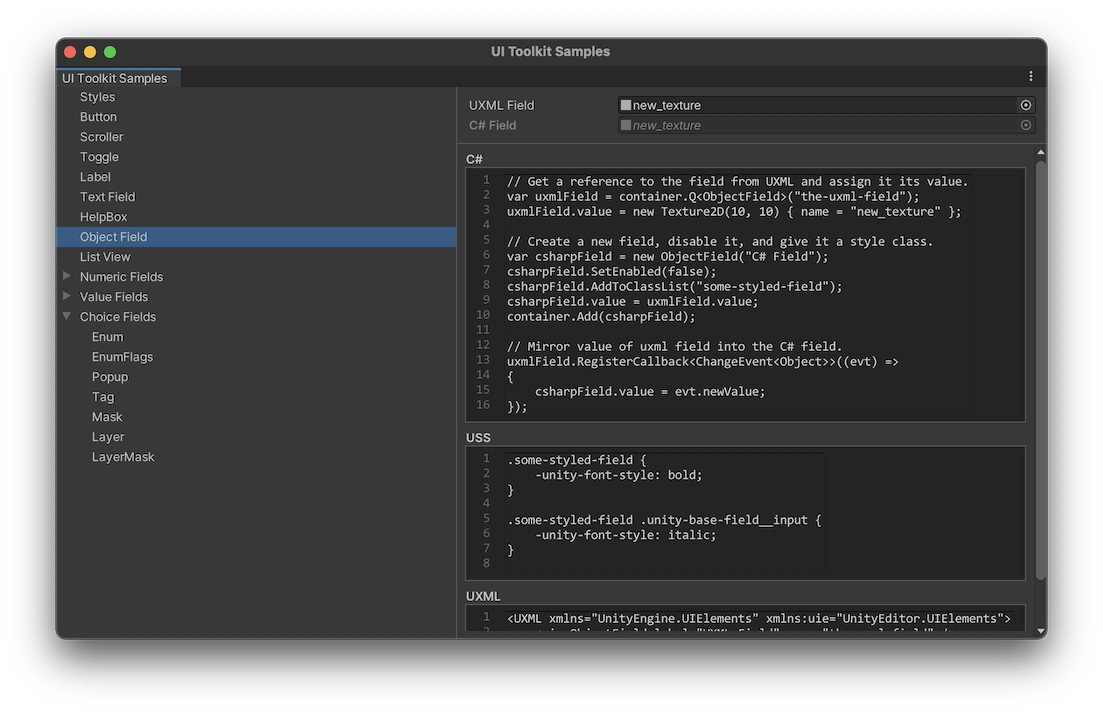 UI Toolkit Samples
UI Toolkit Samples
Styles
Button
Scroller
Toggle
Label
Text Field
HelpBox
Object Field
List View
Numeric Fields
Value Fields
Choice Fields
Enum
EnumFlags
Popup
Tag
Mask
Layer
LayerMask
UXML Field new_texture
C# Field new_texture
C#
1 // Get a reference to the field from UXML and assign it its value.
2 var uxmlField = container.Q<ObjectField>("the-uxml-field");
3 uxmlField.value = new Texture2D(10, 10) { name = "new_texture" };
4
5 // Create a new field, disable it, and give it a style class.
6 var csharpField = new ObjectField("C# Field");
7 csharpField.SetEnabled(false);
8 csharpField.AddToClassList("some-styled-field");
9 csharpField.value = uxmlField.value;
10 container.Add(csharpField);
11
12 // Mirror value of uxml field into the C# field.
13 uxmlField.RegisterCallback<ChangeEvent<Object>>((evt) =>
14 {
15 csharpField.value = evt.newValue;
16 });
USS
1 .some-styled-field {
2 -unity-font-style: bold;
3 }
4
5 .some-styled-field .unity-base-field__input {
6 -unity-font-style: italic;
7 }
8
UXML
1 <UXML xmlns="UnityEngine.UIElements" xmlns:uie="UnityEditor.UIElements">